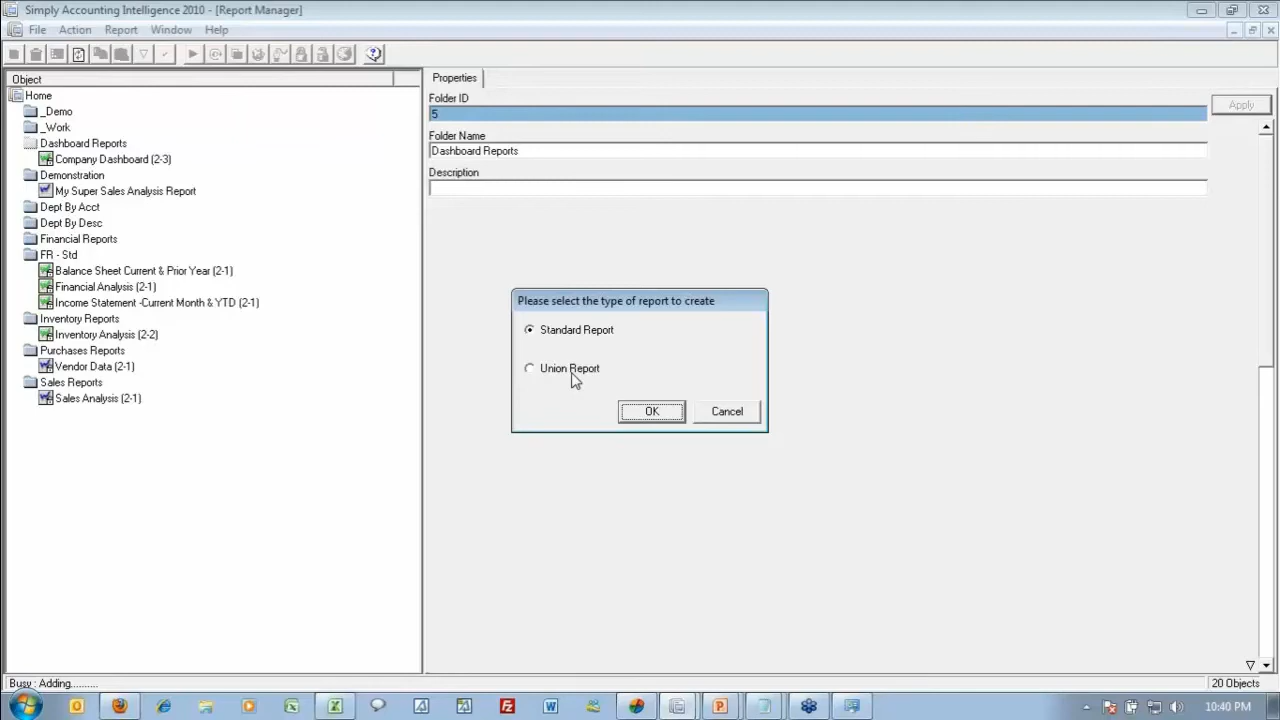 Simply Accounting Intelligence 2010 - [Report Manager]
File Action Report Window Help
Object
Home
_Demo
_Work
Dashboard Reports
Company Dashboard (2-3)
Demonstration
My Super Sales Analysis Report
Dept By Acct
Dept By Desc
Financial Reports
FR - Std
Balance Sheet Current & Prior Year (2-1)
Financial Analysis (2-1)
Income Statement -Current Month & YTD (2-1)
Inventory Reports
Inventory Analysis (2-2)
Purchases Reports
Vendor Data (2-1)
Sales Reports
Sales Analysis (2-1)
Properties
Folder ID
5
Apply
Folder Name
Dashboard Reports
Description
Please select the type of report to create
Standard Report
Union Report
OK Cancel
Busy : Adding..........
20 Objects
10:40 PM